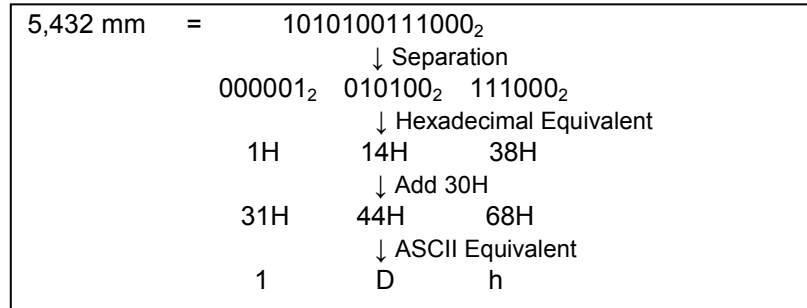 5,432 mm = 1010100111000₂
↓ Separation
000001₂ 010100₂ 111000₂
↓ Hexadecimal Equivalent
1H 14H 38H
↓ Add 30H
31H 44H 68H
↓ ASCII Equivalent
1 D h